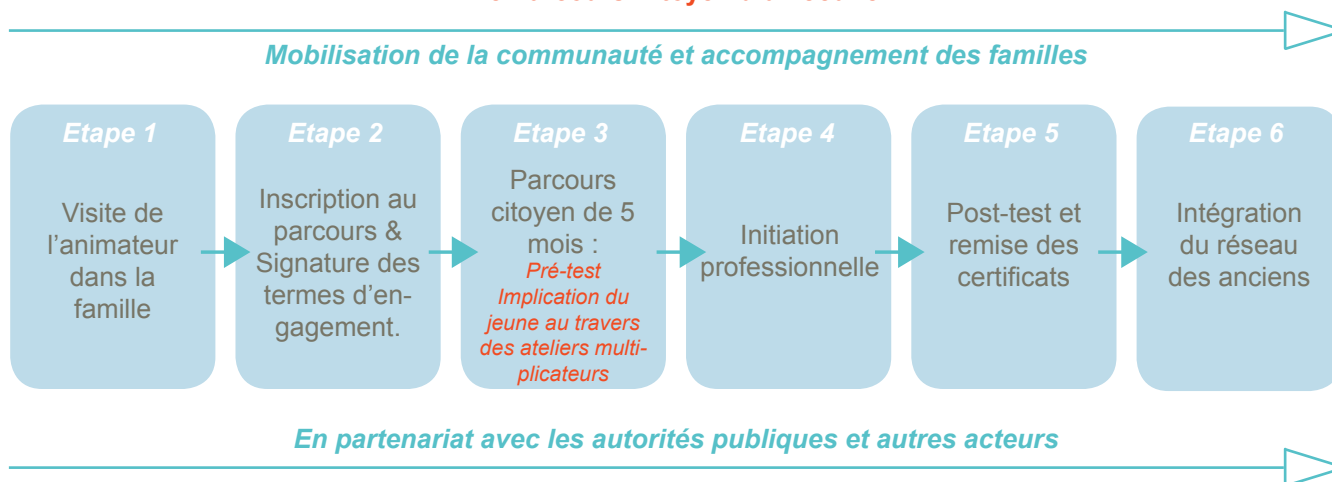 Mobilisation de la communauté et accompagnement des familles
Etape 1
Visite de
l’animateur
dans la
famille
Etape 2
Inscription au
parcours &
Signature des
termes d’en-
gagement.
Etape 3
Parcours
citoyen de 5
mois :
Pré-test
Implication du
jeune au travers
des ateliers multi-
plicateurs
Etape 4
Initiation
professionnelle
Etape 5
Post-test et
remise des
certificats
Etape 6
Intégration
du réseau
des anciens
En partenariat avec les autorités publiques et autres acteurs